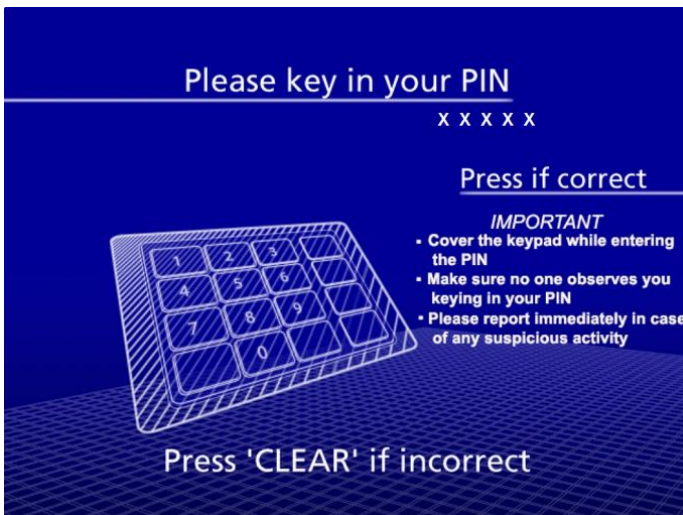 Please key in your PIN
X X X X X
Press if correct
IMPORTANT
▪ Cover the keypad while entering
the PIN
▪ Make sure no one observes you
keying in your PIN
▪ Please report immediately in case
of any suspicious activity
1 2 3
4 5 6
7 8 9
0
Press 'CLEAR' if incorrect